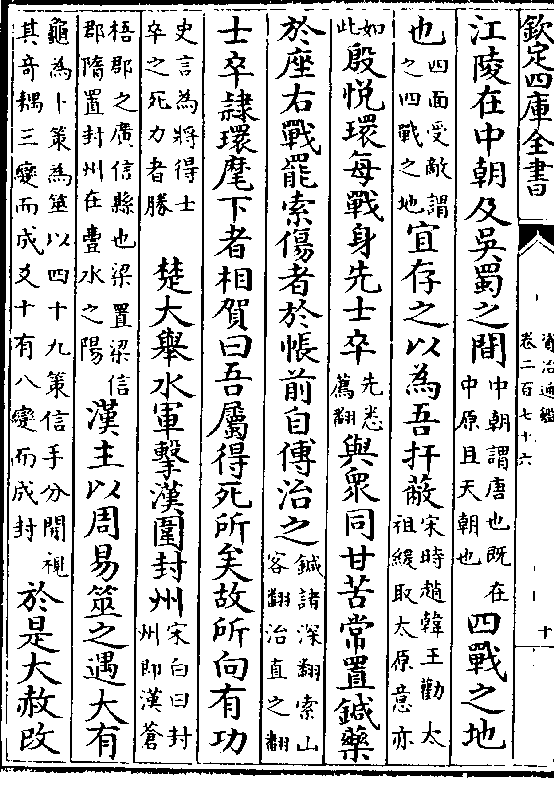 欽定四庫全書
資治通鑑
卷二百七十六
十
江陵在中朝及吳蜀之間中朝謂唐也既在中原且天朝也四戰之地
也四面受敵謂之四戰之地宜存之以為吾扞蔽宋時趙韓王勸太祖緩取太原意亦
如此殷悅環每戰身先士卒先悉薦翻與衆同甘苦常置鍼藥
於座右戰罷索傷者於帳前自傅治之鍼諸深翻索山客翻治直之翻
士卒隷環麾下者相賀曰吾屬得死所矣故所向有功
史言為將得士卒之死力者勝 楚大舉水軍擊漢圍封州宋白曰封州即漢蒼
梧郡之廣信縣也梁置梁信郡隋置封州在豐水之陽漢主以周易筮之遇大有
龜為卜策為筮以四十九策信手分開視其奇耦三變而成爻十有八變而成封於是大赦改